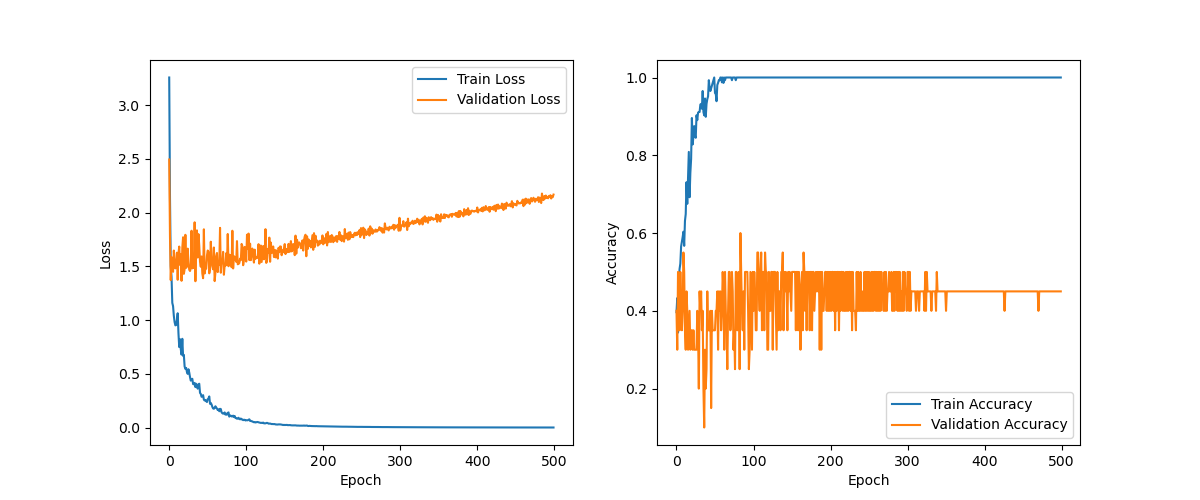 Train Loss
Validation Loss
3.0
2.5
2.0
1.5
1.0
0.5
0.0
Loss
0 100 200 300 400 500
Epoch
1.0
0.8
0.6
0.4
0.2
Accuracy
Train Accuracy
Validation Accuracy
0 100 200 300 400 500
Epoch